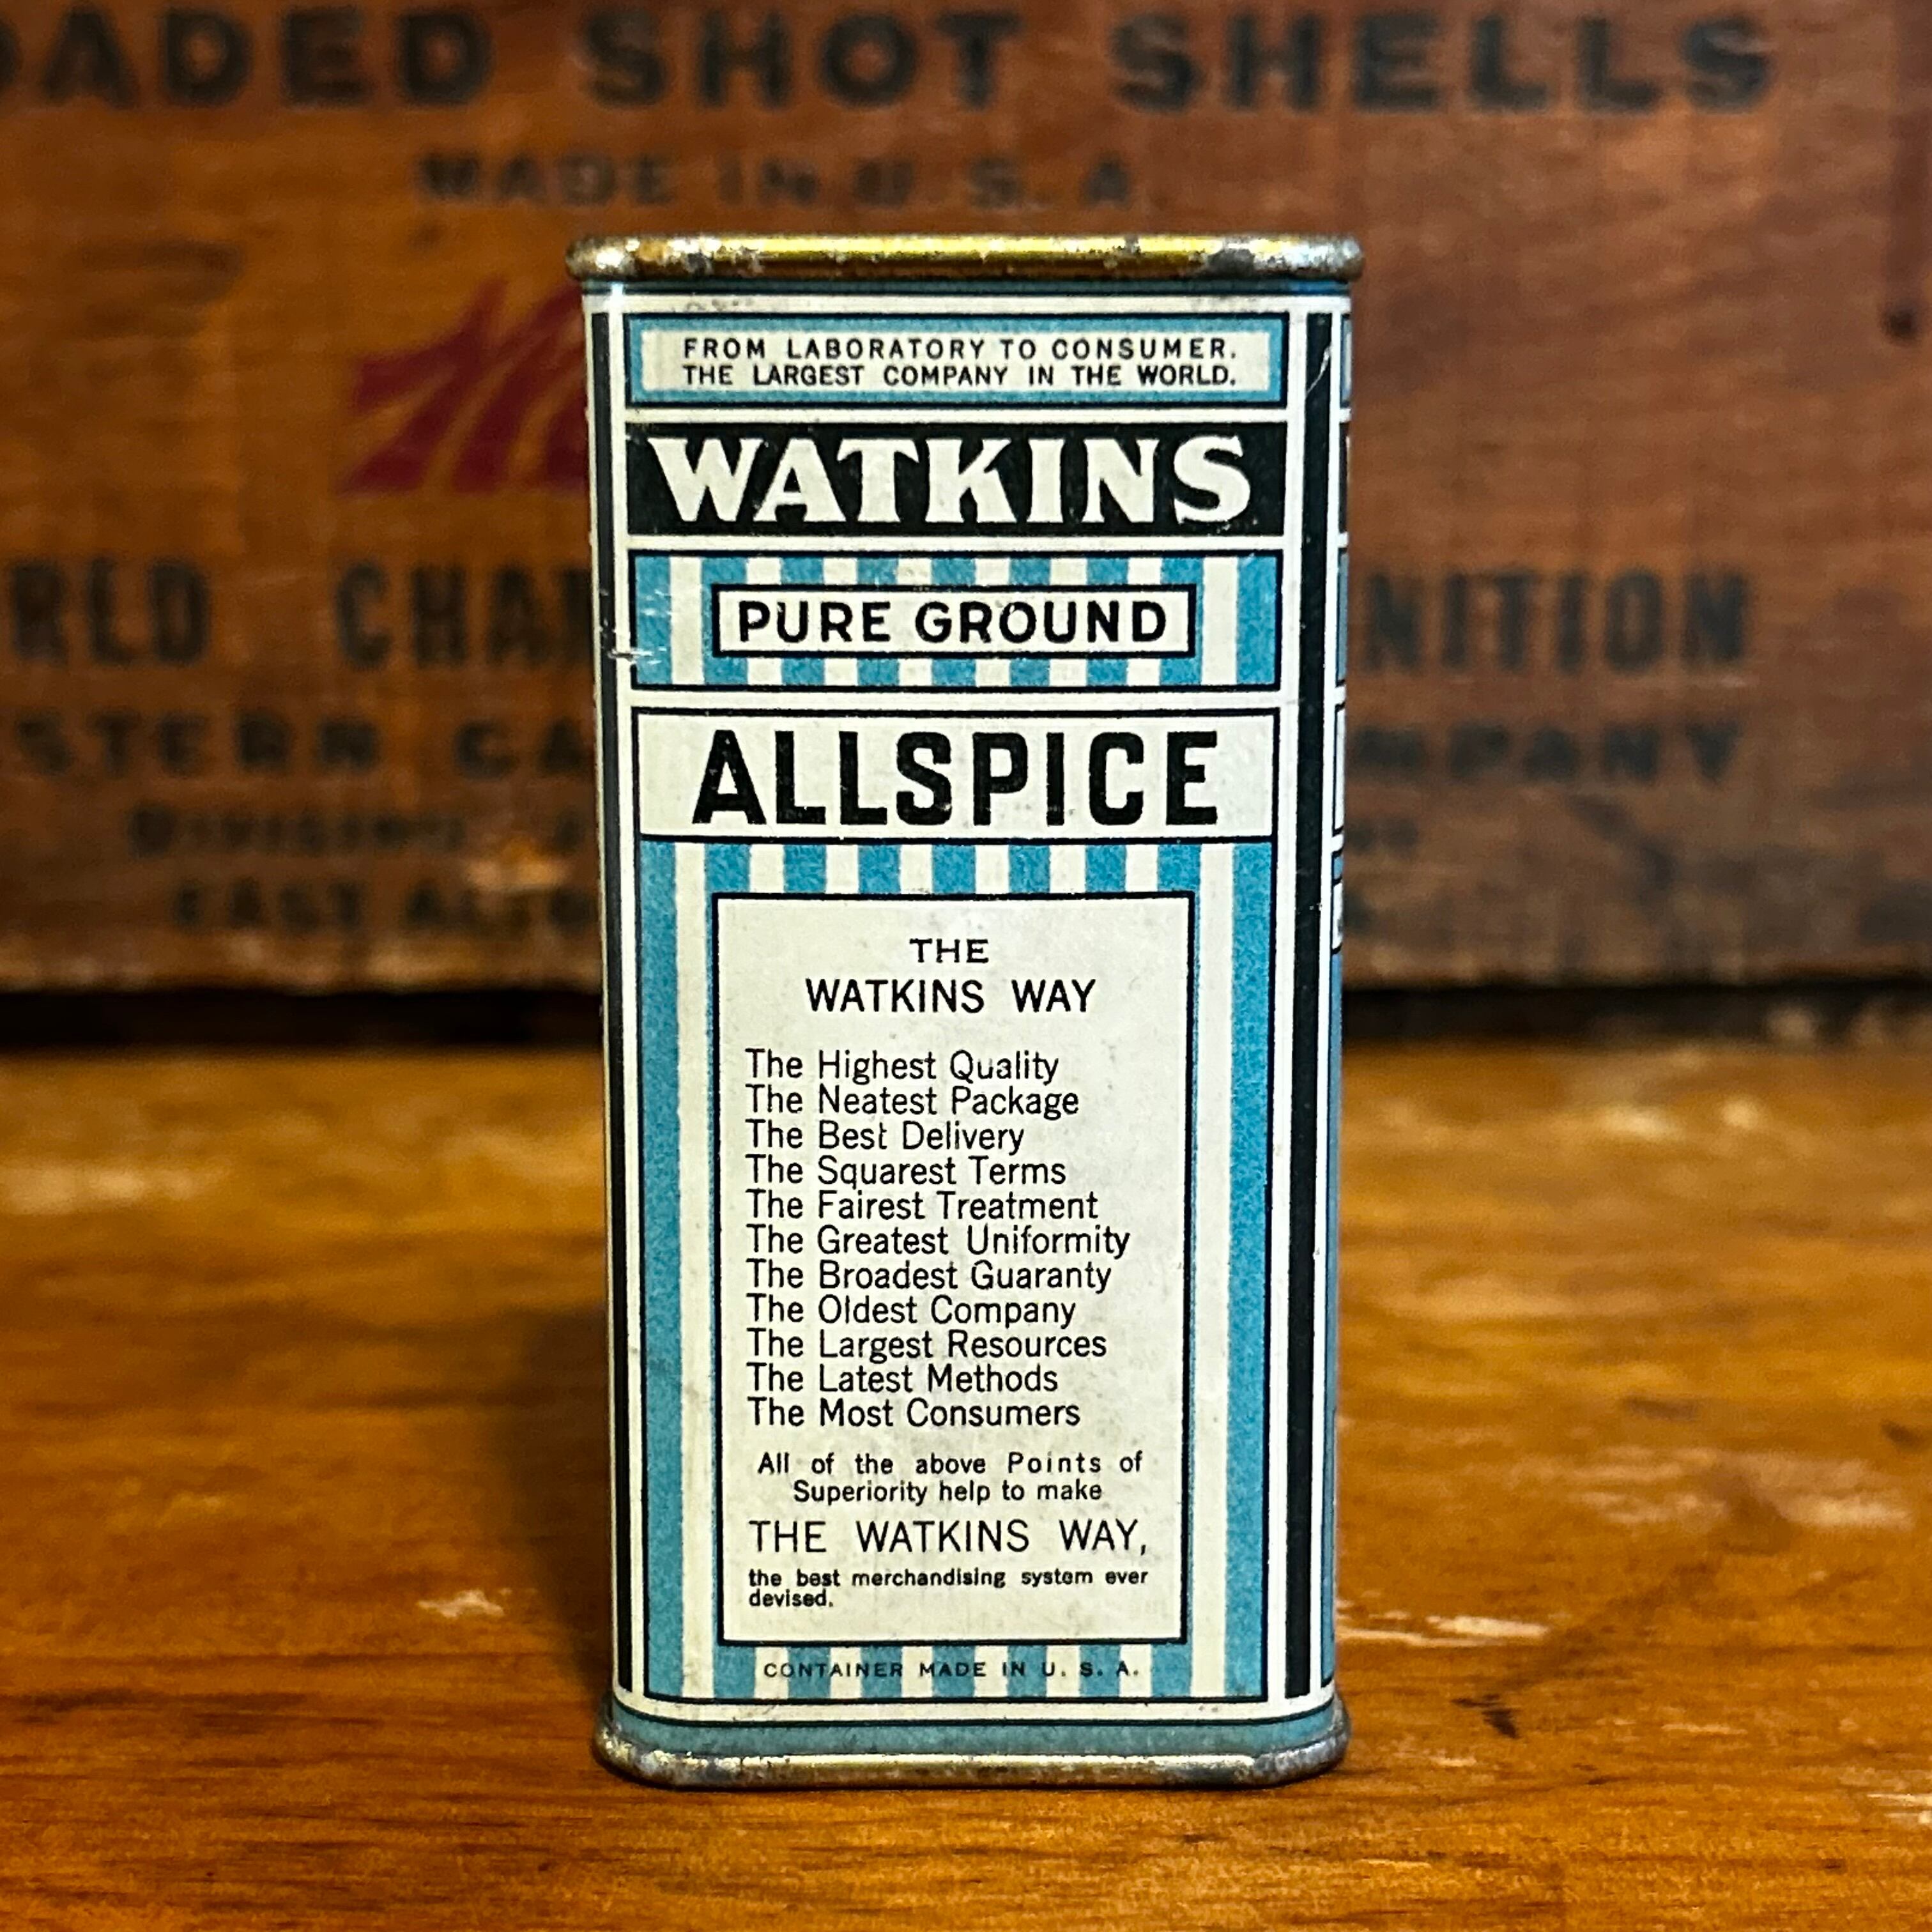 LOADED SHOT SHELLS
MADE IN U.S.A.
FROM LABORATORY TO CONSUMER.
THE LARGEST COMPANY IN THE WORLD.
WATKINS
PURE GROUND
ALLSPICE
THE
WATKINS WAY
The Highest Quality
The Neatest Package
The Best Delivery
The Squarest Terms
The Fairest Treatment
The Greatest Uniformity
The Broadest Guaranty
The Oldest Company
The Largest Resources
The Latest Methods
The Most Consumers
All of the above Points of
Superiority help to make
THE WATKINS WAY,
the best merchandising system ever
devised.
CONTAINER MADE IN U.S.A.